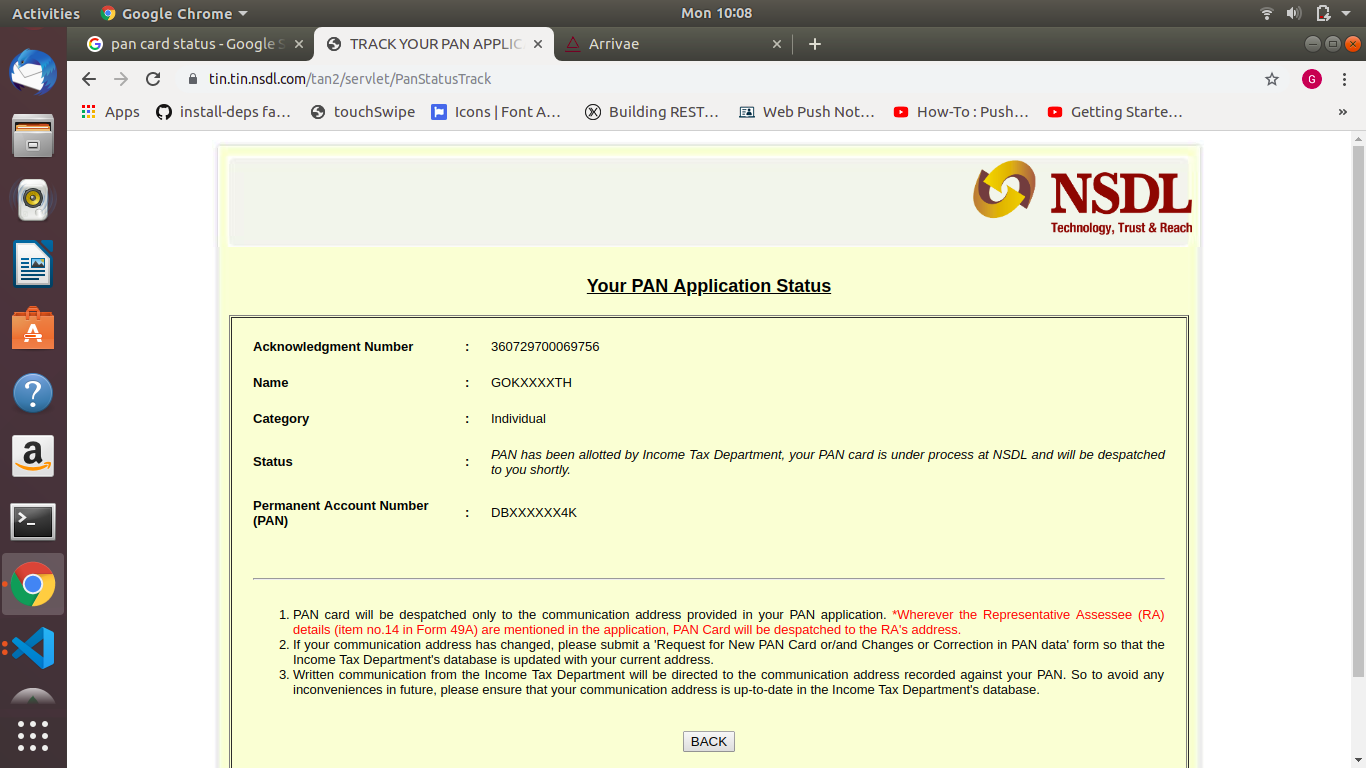 Activities
Google Chrome
Mon 10:08
pan card status - Google S
TRACK YOUR PAN APPLIC
Arrivae
tin.tin.nsdl.com/tan2/servlet/PanStatusTrack
G
Apps
install-deps fa...
touchSwipe
Icons | Font A...
Building REST...
Web Push Not...
How-To : Push...
Getting Starte...
»
NSDL
Technology, Trust & Reach
Your PAN Application Status
Acknowledgment Number : 360729700069756
Name : GOKXXXXTH
Category : Individual
Status : PAN has been allotted by Income Tax Department, your PAN card is under process at NSDL and will be despatched
to you shortly.
Permanent Account Number
(PAN) : DBXXXXXX4K
1. PAN card will be despatched only to the communication address provided in your PAN application. *Wherever the Representative Assessee (RA)
details (item no.14 in Form 49A) are mentioned in the application, PAN Card will be despatched to the RA's address.
2. If your communication address has changed, please submit a 'Request for New PAN Card or/and Changes or Correction in PAN data' form so that the
Income Tax Department's database is updated with your current address.
3. Written communication from the Income Tax Department will be directed to the communication address recorded against your PAN. So to avoid any
inconveniences in future, please ensure that your communication address is up-to-date in the Income Tax Department's database.
BACK